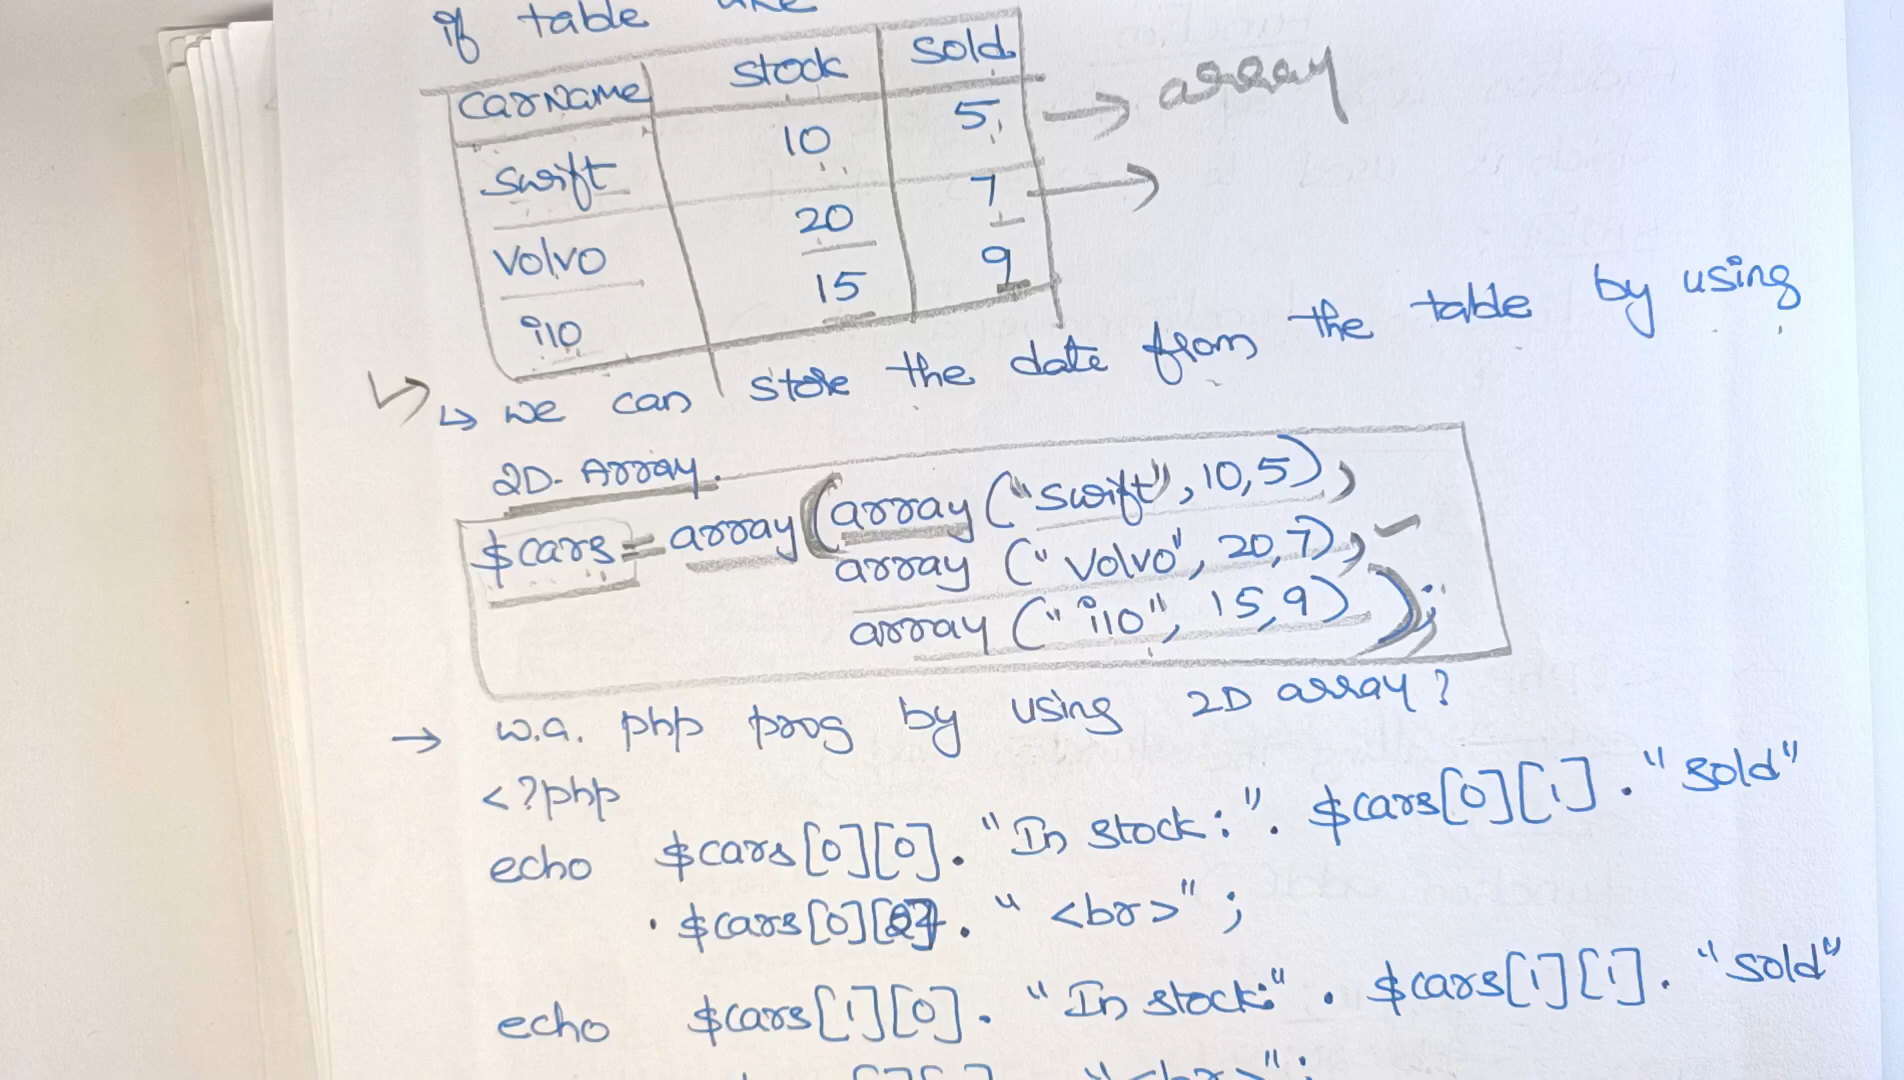 if table like
carname stock sold
swift 10 5 → array
volvo 20 7 →
i10 15 9
↳ ↳ we can store the date from the table by using
2D- Array.
$cars = array (array ("swift", 10,5),
array ("volvo", 20,7),
array ("i10", 15,9) );
→ w.a. php prog by using 2D array?
<?php
echo $cars[0][0]. "In stock:". $cars[0][1]. "sold"
. $cars[0][2]. "<br>";
echo $cars[1][0]. "In stock:" . $cars[1][1]. "sold"
"<br>";